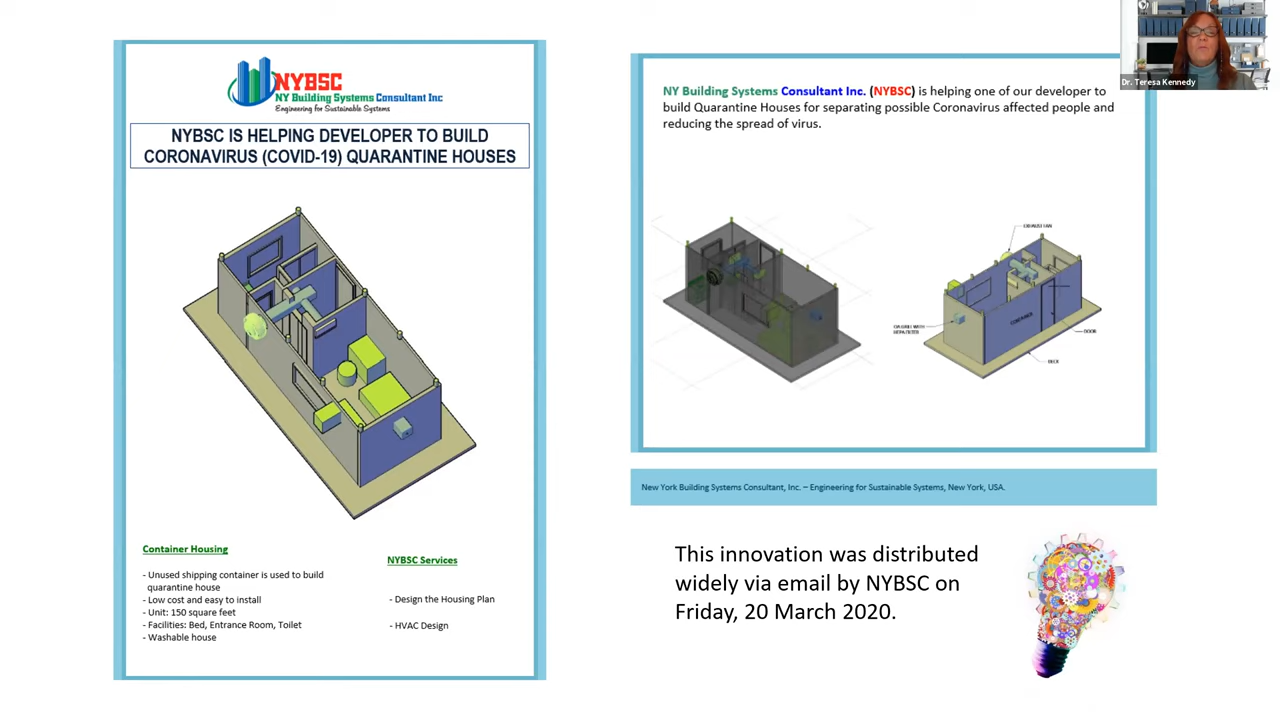 NYBSC
NY Building Systems Consultant Inc
Engineering for Sustainable Systems
NYBSC IS HELPING DEVELOPER TO BUILD
CORONAVIRUS (COVID-19) QUARANTINE HOUSES
Container Housing
- Unused shipping container is used to build
quarantine house
- Low cost and easy to install
- Unit: 150 square feet
- Facilities: Bed, Entrance Room, Toilet
- Washable house
NYBSC Services
- Design the Housing Plan
- HVAC Design
NY Building Systems Consultant Inc. (NYBSC) is helping one of our developer to
build Quarantine Houses for separating possible Coronavirus affected people and
reducing the spread of virus.
EXHAUST FAN
CONTAINER
DOOR
DECK
New York Building Systems Consultant, Inc. – Engineering for Sustainable Systems, New York, USA.
This innovation was distributed
widely via email by NYBSC on
Friday, 20 March 2020.
Dr. Teresa Kennedy